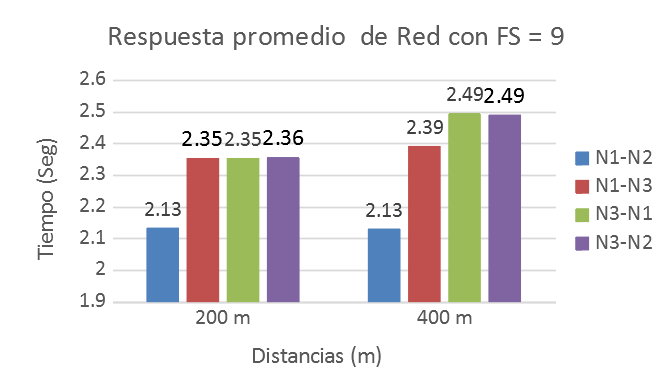 Respuesta promedio de Red con FS = 9
2.6
2.5
2.4
2.3
2.2
2.1
2
1.9
Tiempo (Seg)
2.13
2.35
2.35
2.36
2.13
2.39
2.49
2.49
200 m
400 m
Distancias (m)
N1-N2
N1-N3
N3-N1
N3-N2